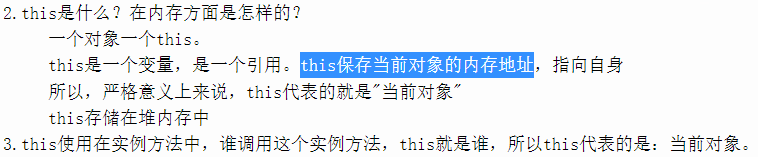 2.this是什么？在内存方面是怎样的？
一个对象一个this。
this是一个变量，是一个引用。this保存当前对象的内存地址，指向自身
所以，严格意义上来说，this代表的就是"当前对象"
this存储在堆内存中
3.this使用在实例方法中，谁调用这个实例方法，this就是谁，所以this代表的是：当前对象。